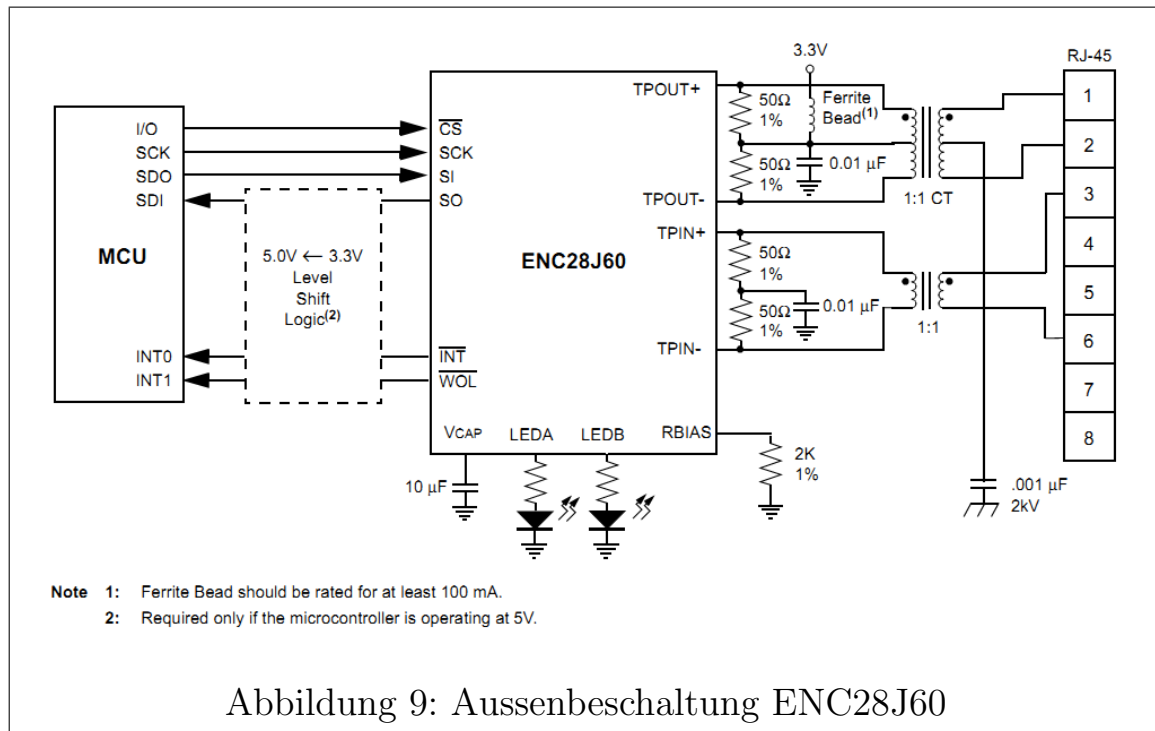 MCU
I/O
SCK
SDO
SDI
INT0
INT1
5.0V ← 3.3V
Level
Shift
Logic(2)
ENC28J60
CS
SCK
SI
SO
INT
WOL
VCAP
LEDA
LEDB
RBIAS
TPOUT+
TPOUT-
TPIN+
TPIN-
10 µF
2K
1%
3.3V
50Ω
1%
Ferrite
Bead(1)
50Ω
1%
0.01 µF
1:1 CT
50Ω
1%
50Ω
1%
0.01 µF
1:1
RJ-45
1
2
3
4
5
6
7
8
.001 µF
2kV
Note 1: Ferrite Bead should be rated for at least 100 mA.
2: Required only if the microcontroller is operating at 5V.
Abbildung 9: Aussenbeschaltung ENC28J60